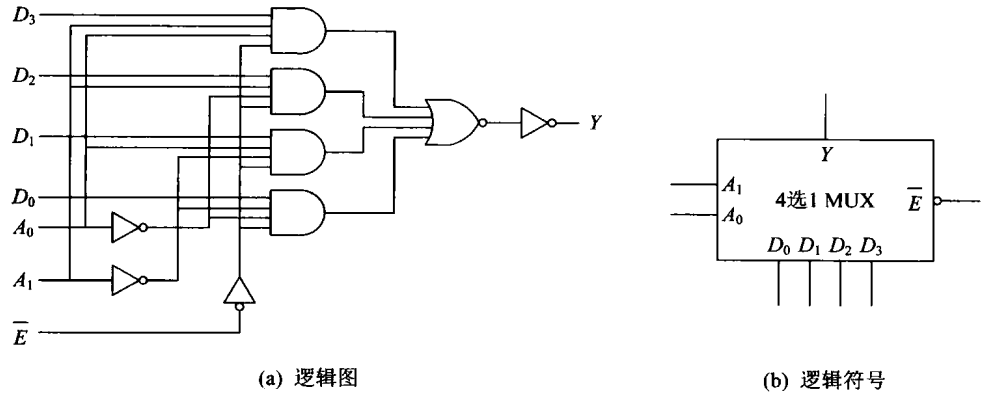 D₃
D₂
D₁
D₀
A₀
A₁
E̅
Y
(a) 逻辑图
Y
A₁
4选1 MUX
E̅
A₀
D₀ D₁ D₂ D₃
(b) 逻辑符号